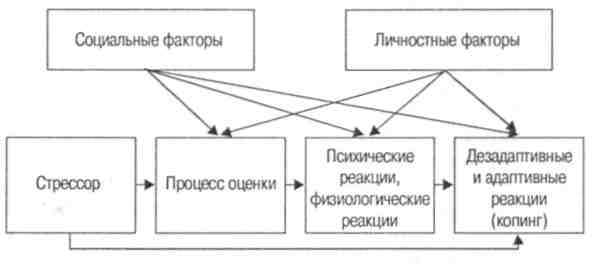 Социальные факторы
Личностные факторы
Стрессор
Процесс оценки
Психические
реакции,
физиологические
реакции
Дезадаптивные
и адаптивные
реакции
(копинг)